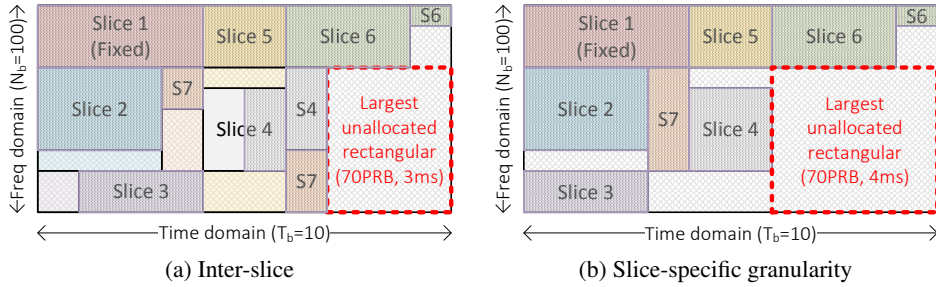 Freq domain (N_b=100)
Slice 1
(Fixed)
Slice 5
Slice 6
S6
Slice 2
S7
Slice 4
S4
S7
Slice 3
Largest
unallocated
rectangular
(70PRB, 3ms)
Time domain (T_b=10)
(a) Inter-slice
Freq domain (N_b=100)
Slice 1
(Fixed)
Slice 5
Slice 6
S6
Slice 2
S7
Slice 4
Slice 3
Largest
unallocated
rectangular
(70PRB, 4ms)
Time domain (T_b=10)
(b) Slice-specific granularity